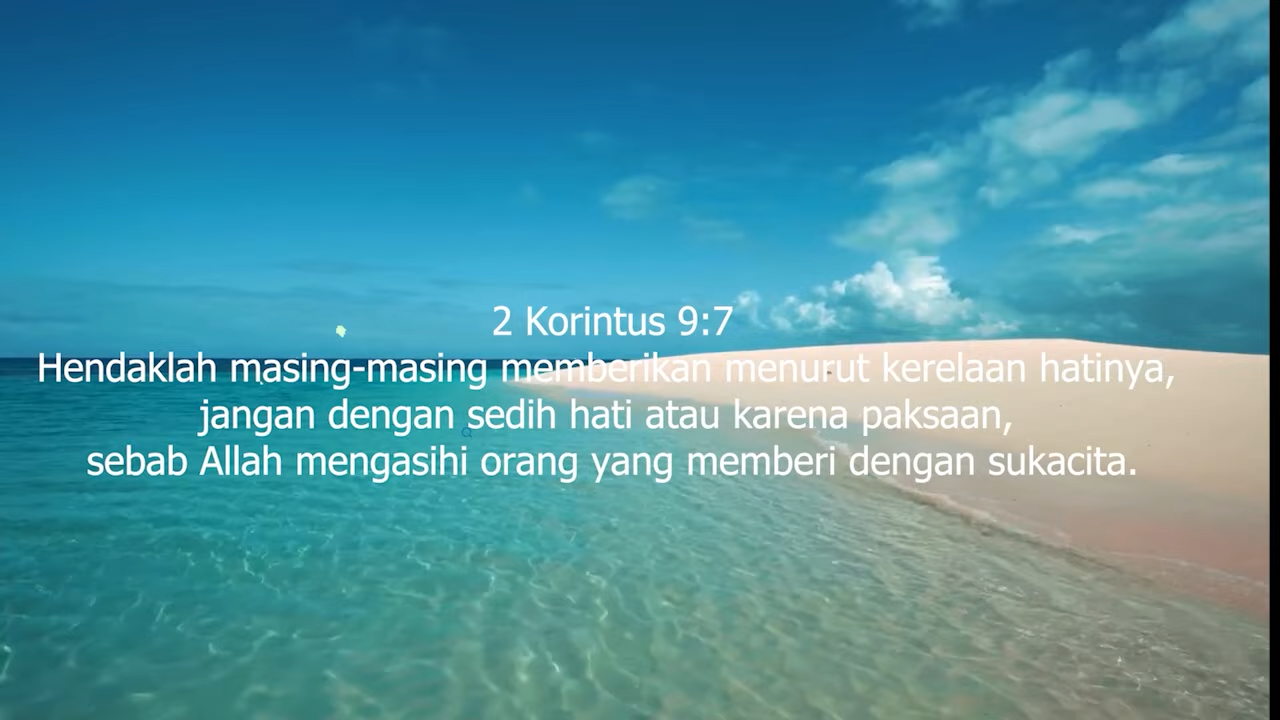 2 Korintus 9:7
Hendaklah masing-masing memberikan menurut kerelaan hatinya,
jangan dengan sedih hati atau karena paksaan,
sebab Allah mengasihi orang yang memberi dengan sukacita.